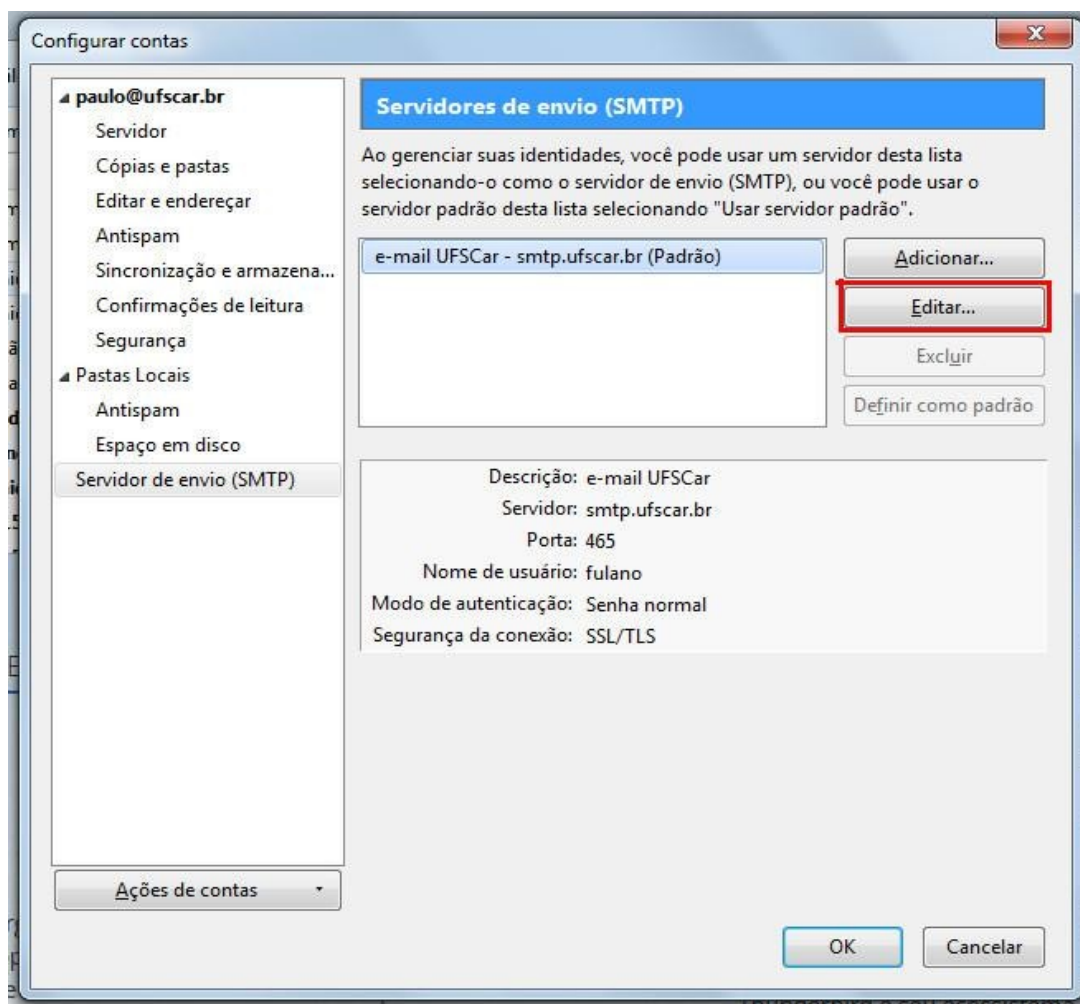 Configurar contas
paulo@ufscar.br
Servidor
Cópias e pastas
Editar e endereçar
Antispam
Sincronização e armazena...
Confirmações de leitura
Segurança
Pastas Locais
Antispam
Espaço em disco
Servidor de envio (SMTP)
Ações de contas
Servidores de envio (SMTP)
Ao gerenciar suas identidades, você pode usar um servidor desta lista
selecionando-o como o servidor de envio (SMTP), ou você pode usar o
servidor padrão desta lista selecionando "Usar servidor padrão".
e-mail UFSCar - smtp.ufscar.br (Padrão)
Adicionar...
Editar...
Excluir
Definir como padrão
Descrição: e-mail UFSCar
Servidor: smtp.ufscar.br
Porta: 465
Nome de usuário: fulano
Modo de autenticação: Senha normal
Segurança da conexão: SSL/TLS
OK
Cancelar